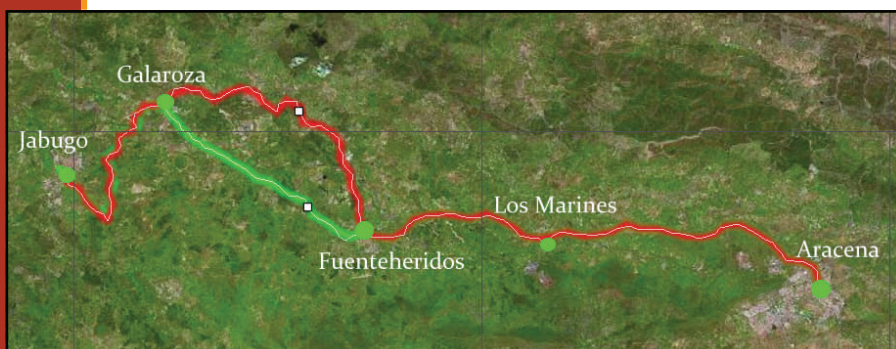 Galaroza
Jabugo
Los Marines
Fuenteheridos
Aracena